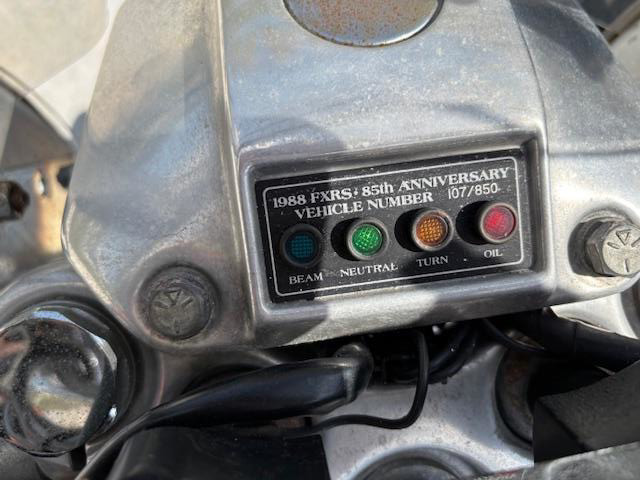 1988 FXRS · 85th ANNIVERSARY
VEHICLE NUMBER 107/850
BEAM NEUTRAL TURN OIL